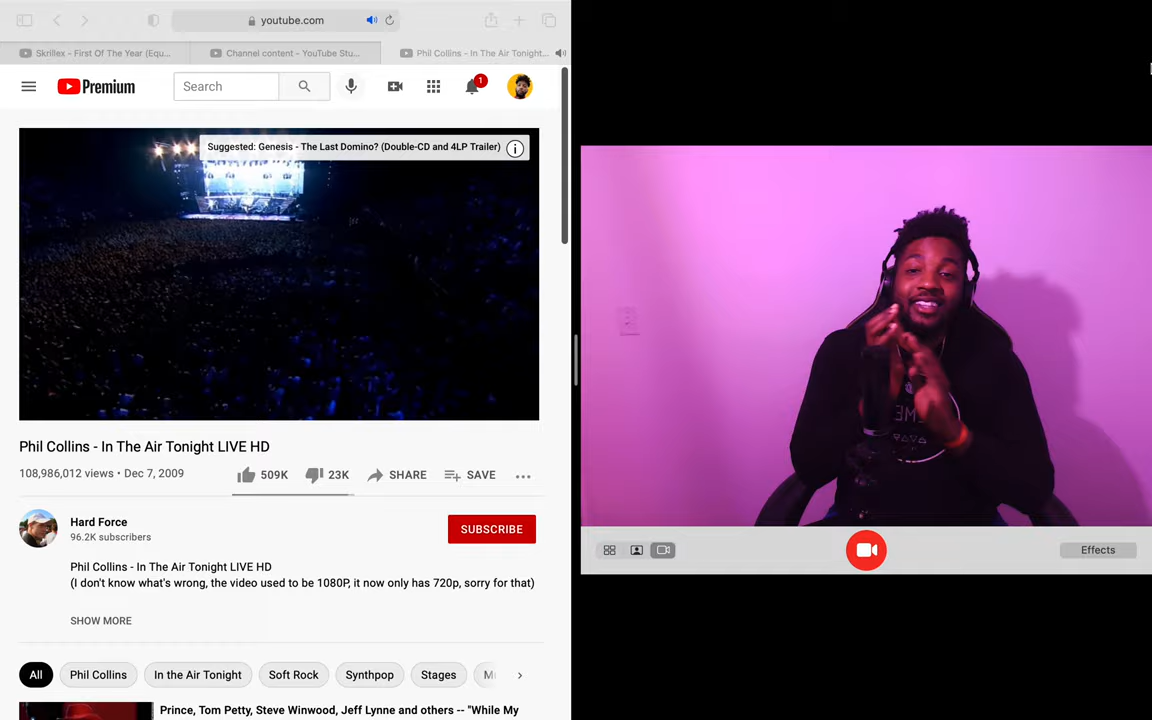 youtube.com
Skrillex - First Of The Year (Equ...
Channel content - YouTube Stu...
Phil Collins - In The Air Tonight...
Premium
Search
1
Suggested: Genesis - The Last Domino? (Double-CD and 4LP Trailer)
Phil Collins - In The Air Tonight LIVE HD
108,986,012 views • Dec 7, 2009
509K
23K
SHARE
SAVE
Hard Force
96.2K subscribers
SUBSCRIBE
Phil Collins - In The Air Tonight LIVE HD
(I don't know what's wrong, the video used to be 1080P, it now only has 720p, sorry for that)
SHOW MORE
All
Phil Collins
In the Air Tonight
Soft Rock
Synthpop
Stages
Prince, Tom Petty, Steve Winwood, Jeff Lynne and others -- "While My
Effects